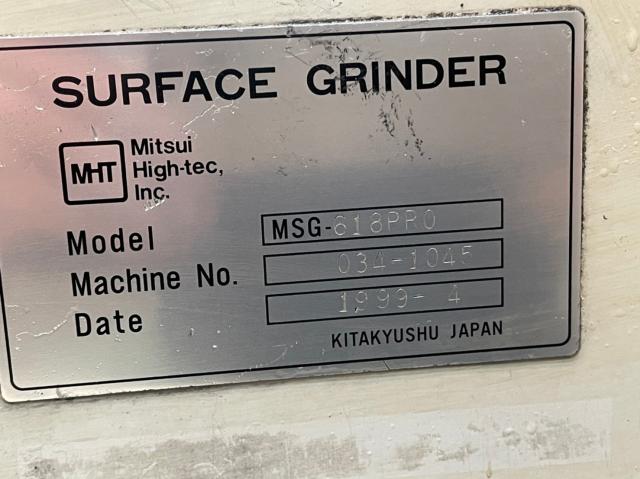 SURFACE GRINDER
MHT
Mitsui
High-tec,
Inc.
Model MSG-618PRO
Machine No. 034-1045
Date 1999- 4
KITAKYUSHU JAPAN